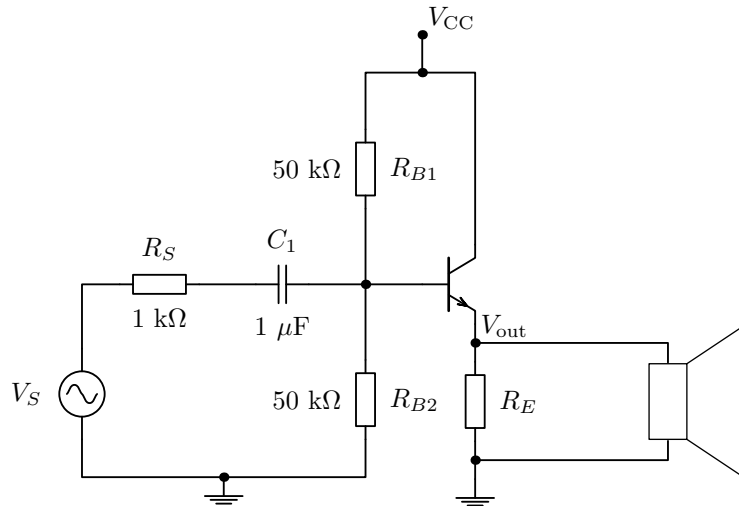 V_CC
50 kΩ
R_B1
R_S
C_1
1 kΩ
1 μF
V_out
V_S
50 kΩ
R_B2
R_E